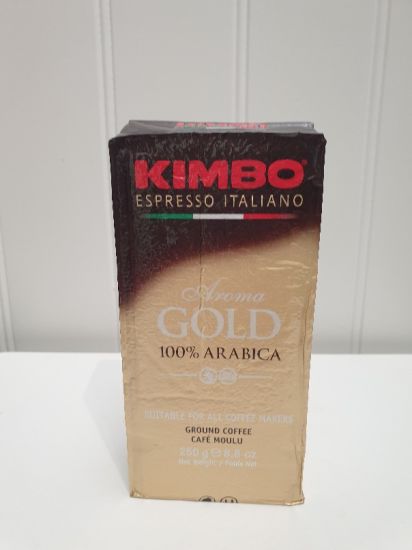 KIMBO
ESPRESSO ITALIANO
Aroma
GOLD
100% ARABICA
SUITABLE FOR ALL COFFEE MAKERS
GROUND COFFEE
CAFÉ MOULU
250 g ℮ 8.8 oz
Net Weight / Poids Net